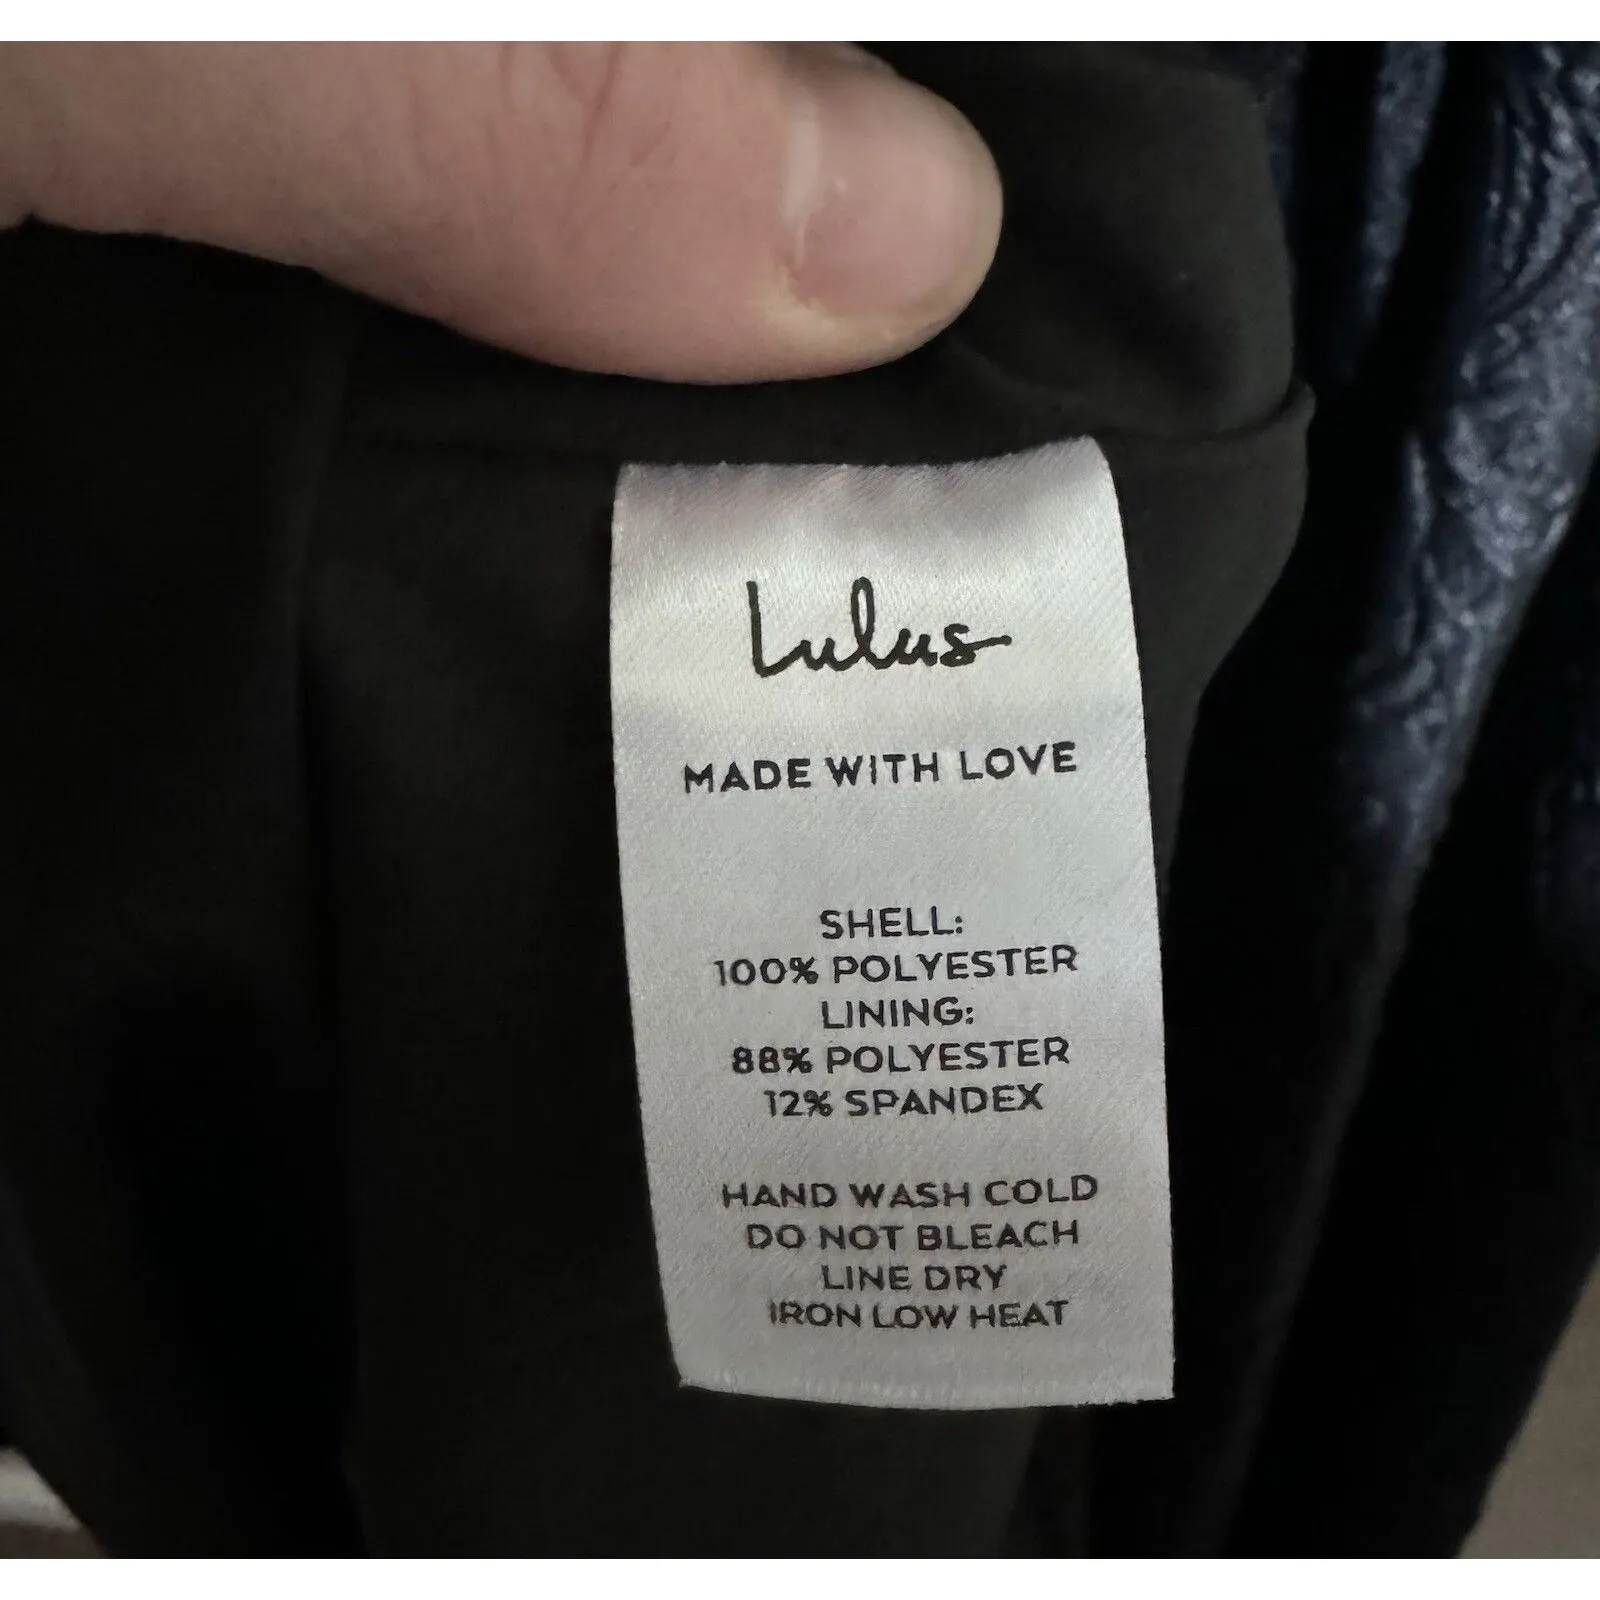 Lulus
MADE WITH LOVE
SHELL:
100% POLYESTER
LINING:
88% POLYESTER
12% SPANDEX
HAND WASH COLD
DO NOT BLEACH
LINE DRY
IRON LOW HEAT